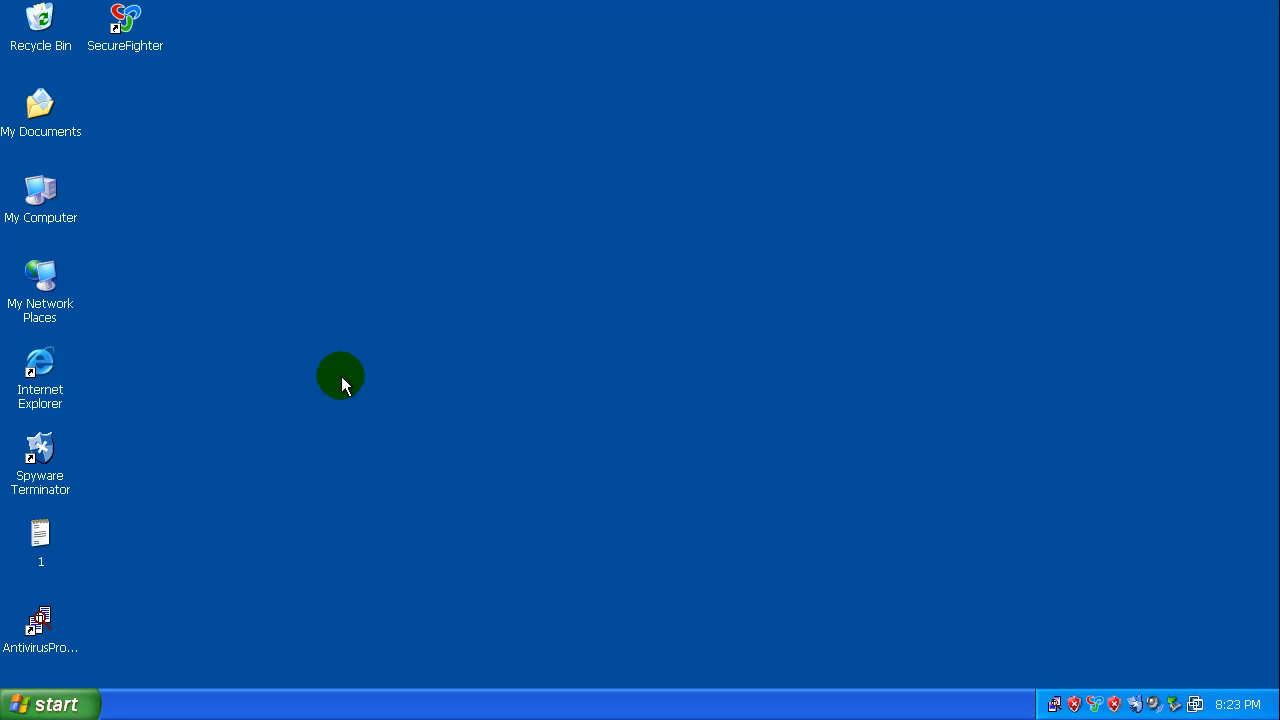 Recycle Bin
SecureFighter
My Documents
My Computer
My Network
Places
Internet
Explorer
Spyware
Terminator
1
AntivirusPro...
start
8:23 PM